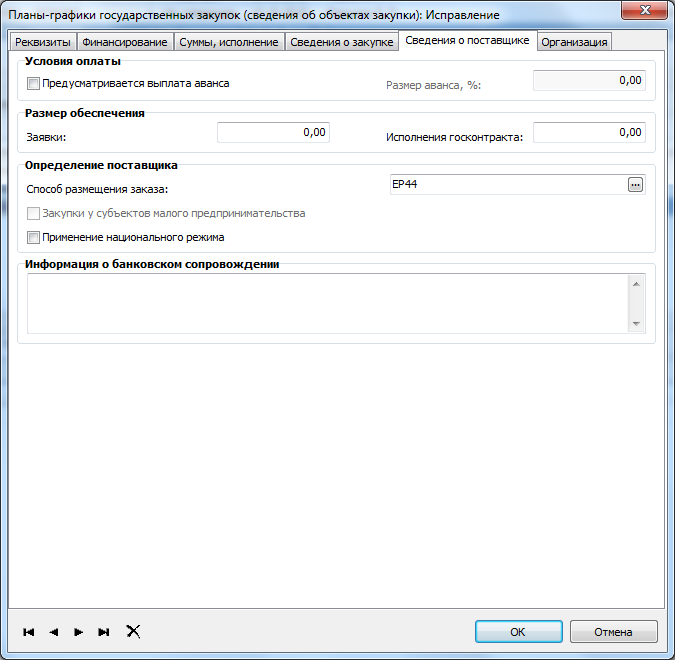 Планы-графики государственных закупок (сведения об объектах закупки): Исправление
Реквизиты Финансирование Суммы, исполнение Сведения о закупке Сведения о поставщике Организация
Условия оплаты
Предусматривается выплата аванса Размер аванса, %: 0,00
Размер обеспечения
Заявки: 0,00 Исполнения госконтракта: 0,00
Определение поставщика
Способ размещения заказа: EP44 ...
Закупки у субъектов малого предпринимательства
Применение национального режима
Информация о банковском сопровождении
OK Отмена